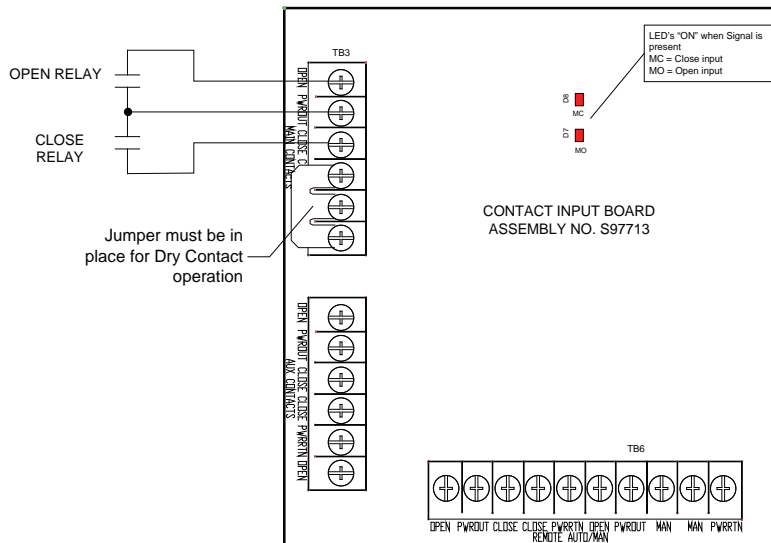 TB3
OPEN RELAY
CLOSE
RELAY
OPEN PWROUT CLOSE C
MAIN CONTACTS
Jumper must be in
place for Dry Contact
operation
LED's "ON" when Signal is
present
MC = Close input
MO = Open input
D8
MC
D7
MO
CONTACT INPUT BOARD
ASSEMBLY NO. S97713
OPEN PWROUT CLOSE CLOSE PWRRTN OPEN
AUX CONTACTS
TB6
OPEN PWROUT CLOSE CLOSE PWRRTN OPEN PWROUT MAN MAN PWRRTN
REMOTE AUTO/MAN